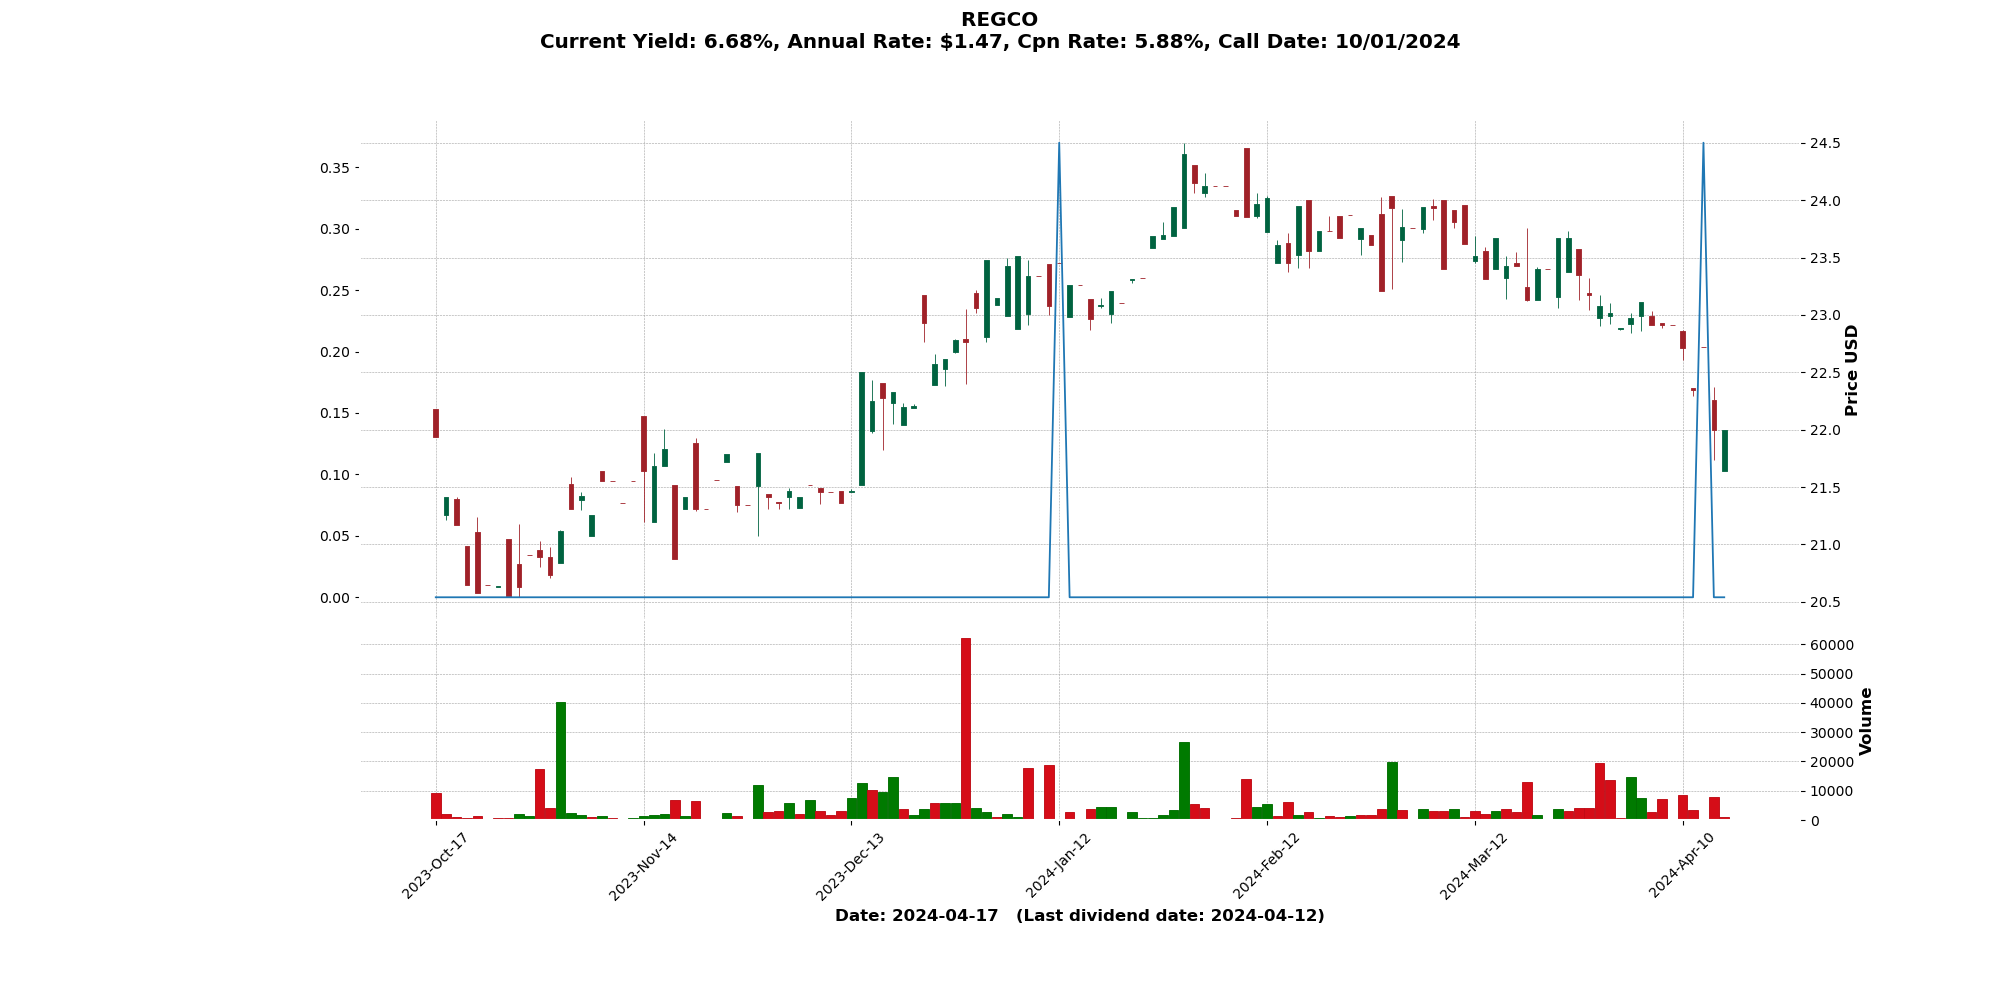 REGCO
Current Yield: 6.68%, Annual Rate: $1.47, Cpn Rate: 5.88%, Call Date: 10/01/2024
0.35
0.30
0.25
0.20
0.15
0.10
0.05
0.00
24.5
24.0
23.5
23.0
22.5
22.0
21.5
21.0
20.5
Price USD
60000
50000
40000
30000
20000
10000
0
Volume
2023-Oct-17
2023-Nov-14
2023-Dec-13
2024-Jan-12
2024-Feb-12
2024-Mar-12
2024-Apr-10
Date: 2024-04-17   (Last dividend date: 2024-04-12)